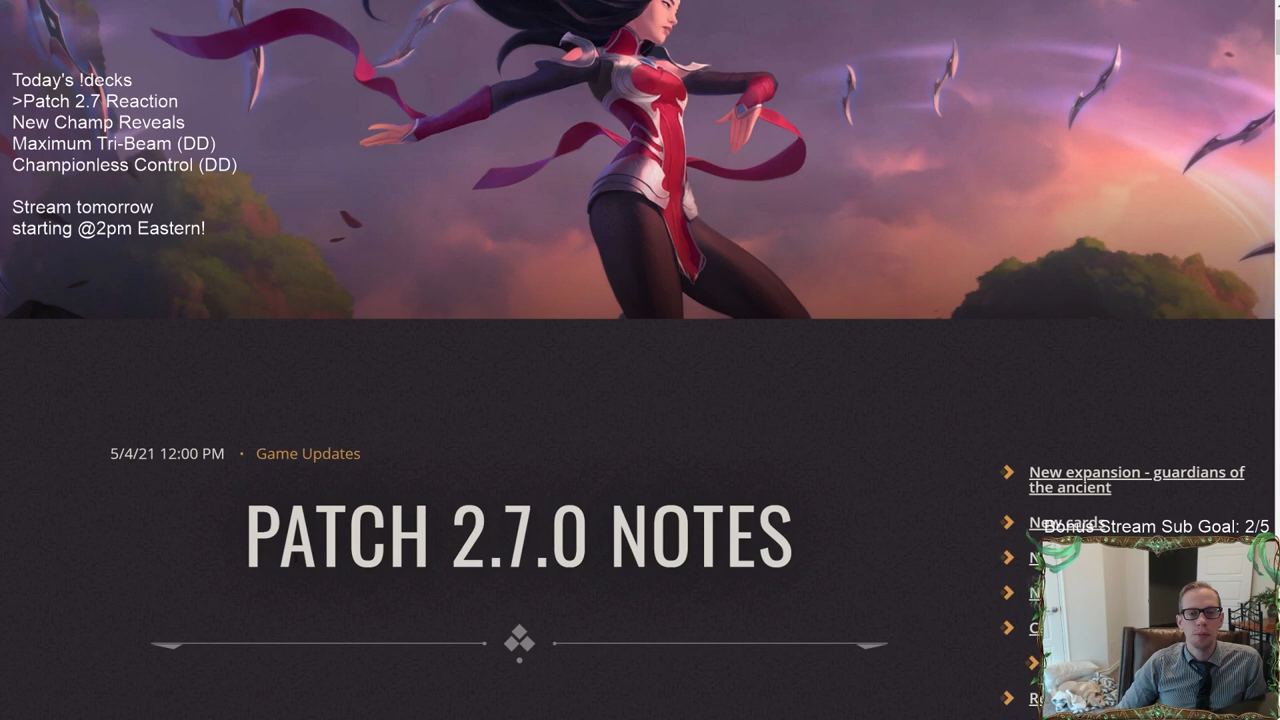 Today's !decks
>Patch 2.7 Reaction
New Champ Reveals
Maximum Tri-Beam (DD)
Championless Control (DD)
Stream tomorrow
starting @2pm Eastern!
5/4/21 12:00 PM • Game Updates
PATCH 2.7.0 NOTES
New expansion - guardians of
the ancient
Bonus Stream Sub Goal: 2/5